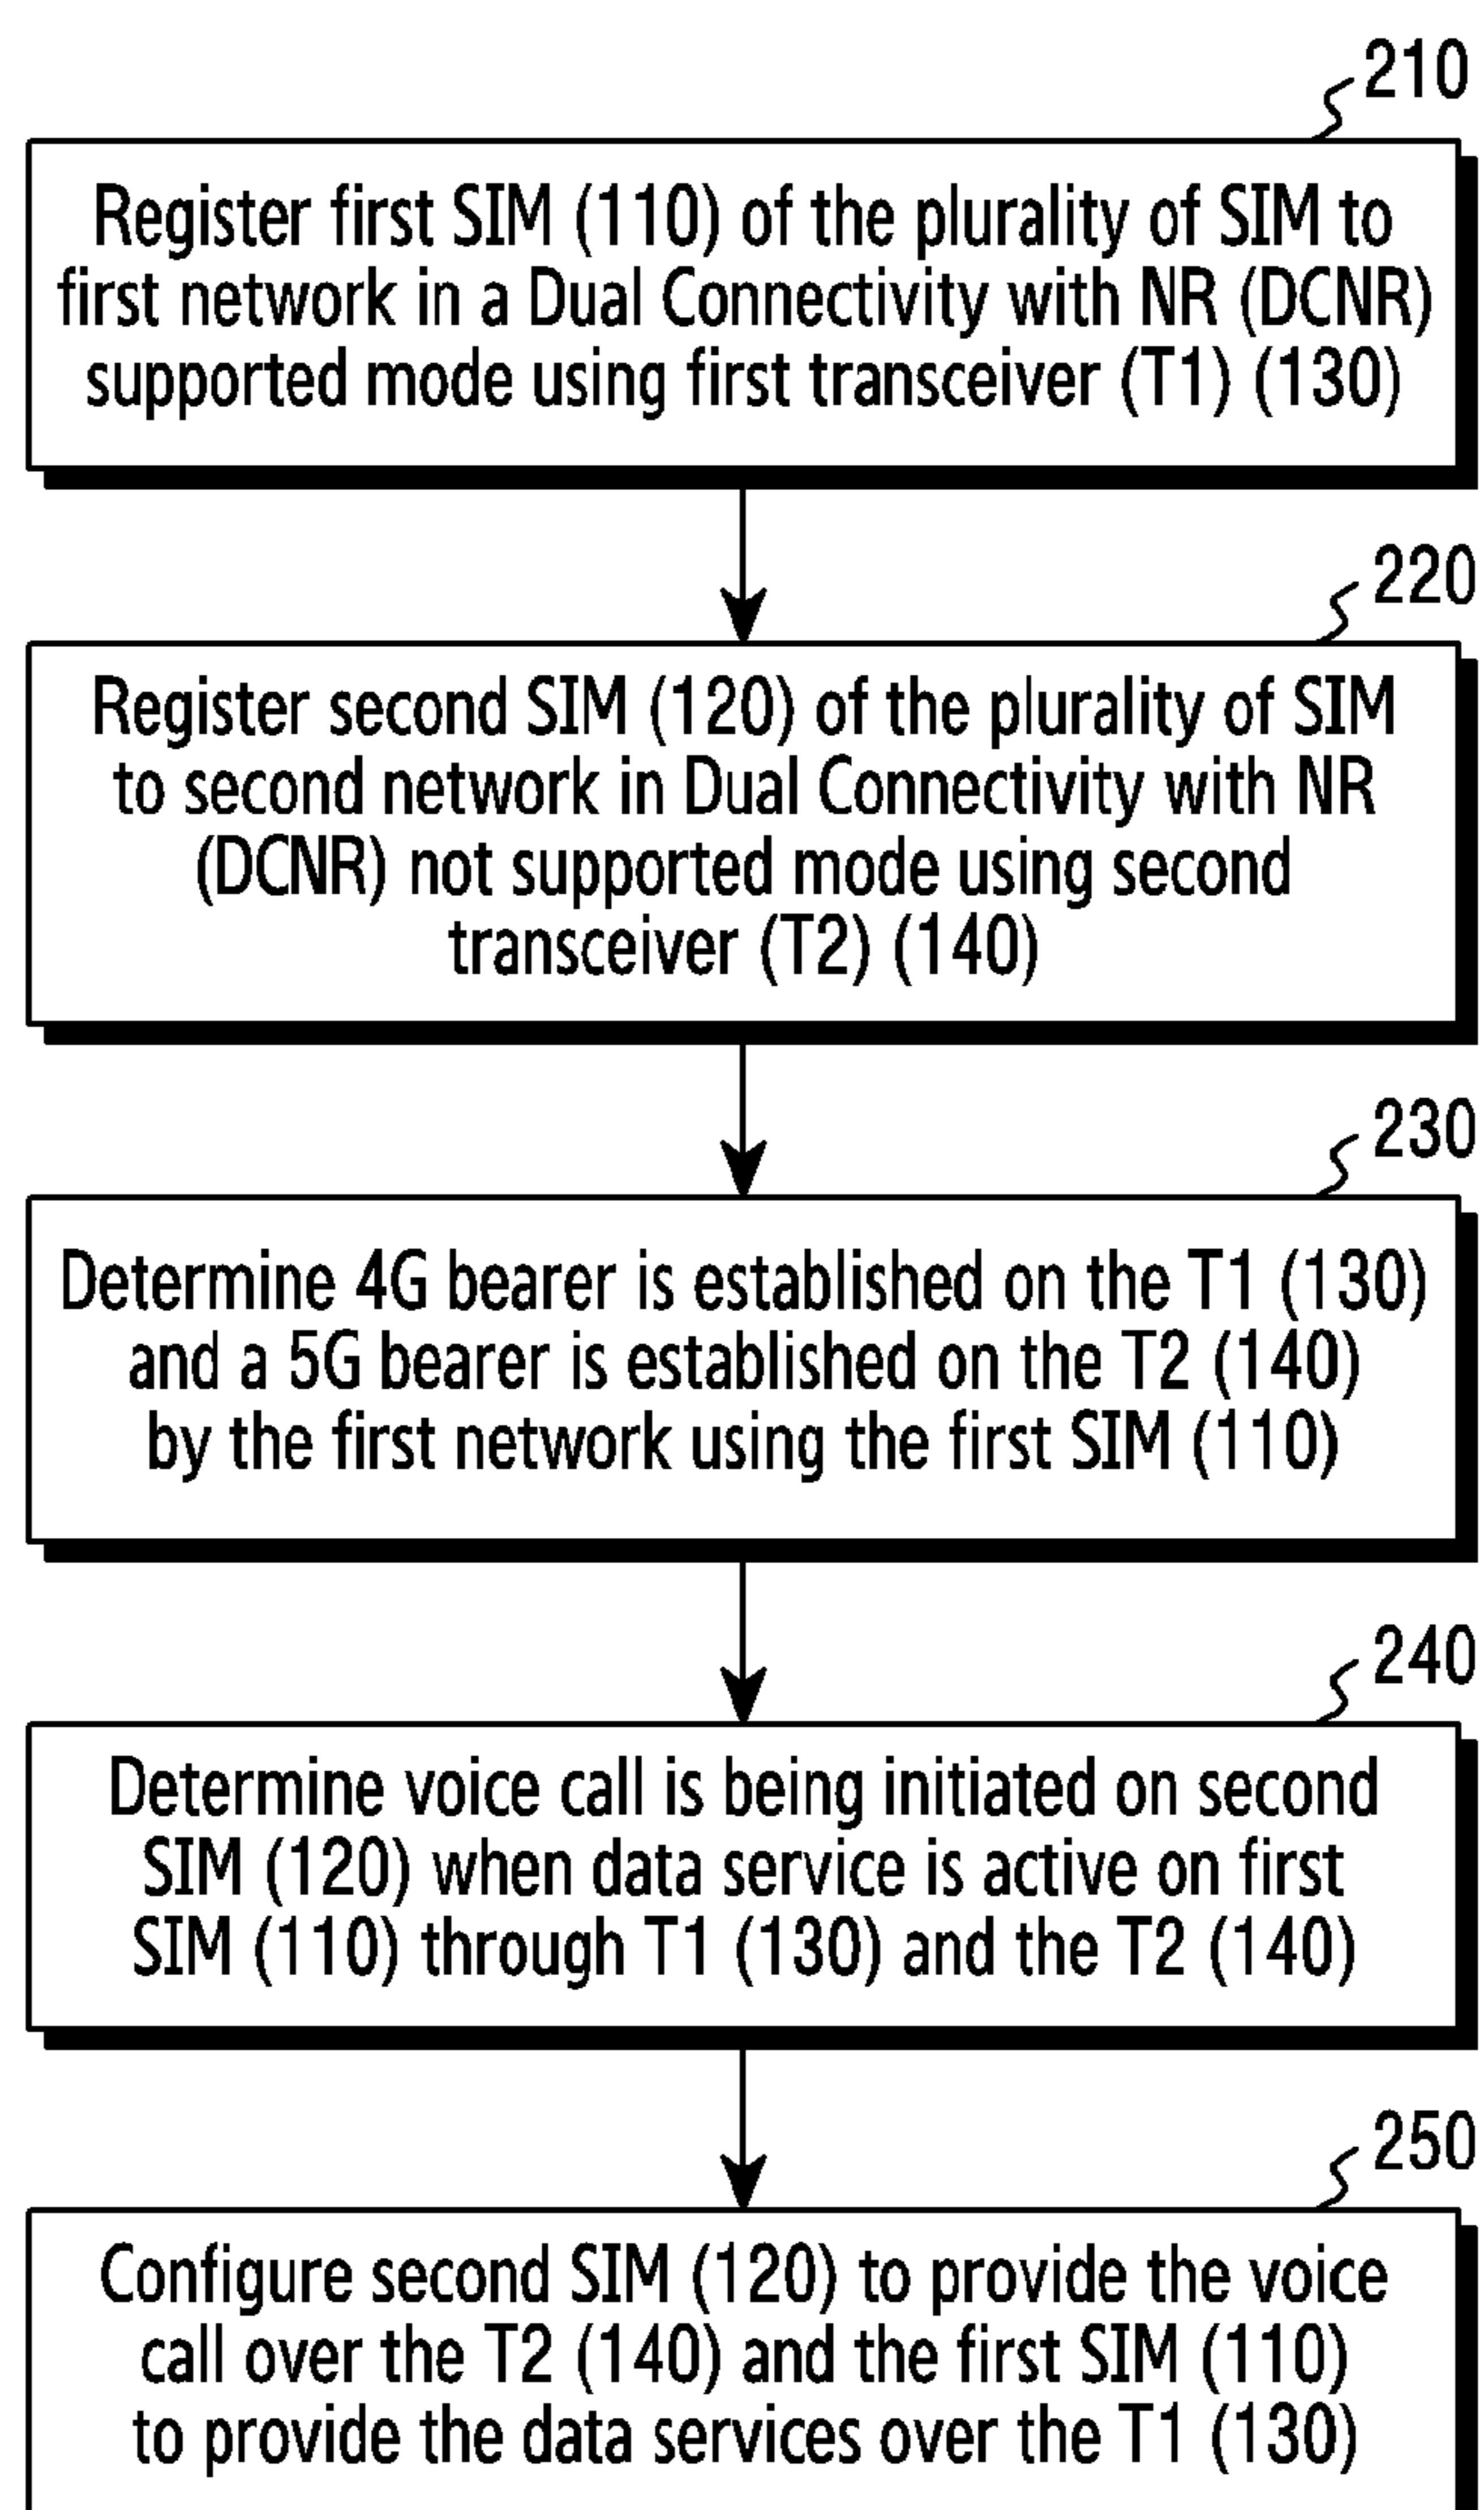 210
Register first SIM (110) of the plurality of SIM to
first network in a Dual Connectivity with NR (DCNR)
supported mode using first transceiver (T1) (130)
220
Register second SIM (120) of the plurality of SIM
to second network in Dual Connectivity with NR
(DCNR) not supported mode using second
transceiver (T2) (140)
230
Determine 4G bearer is established on the T1 (130)
and a 5G bearer is established on the T2 (140)
by the first network using the first SIM (110)
240
Determine voice call is being initiated on second
SIM (120) when data service is active on first
SIM (110) through T1 (130) and the T2 (140)
250
Configure second SIM (120) to provide the voice
call over the T2 (140) and the first SIM (110)
to provide the data services over the T1 (130)